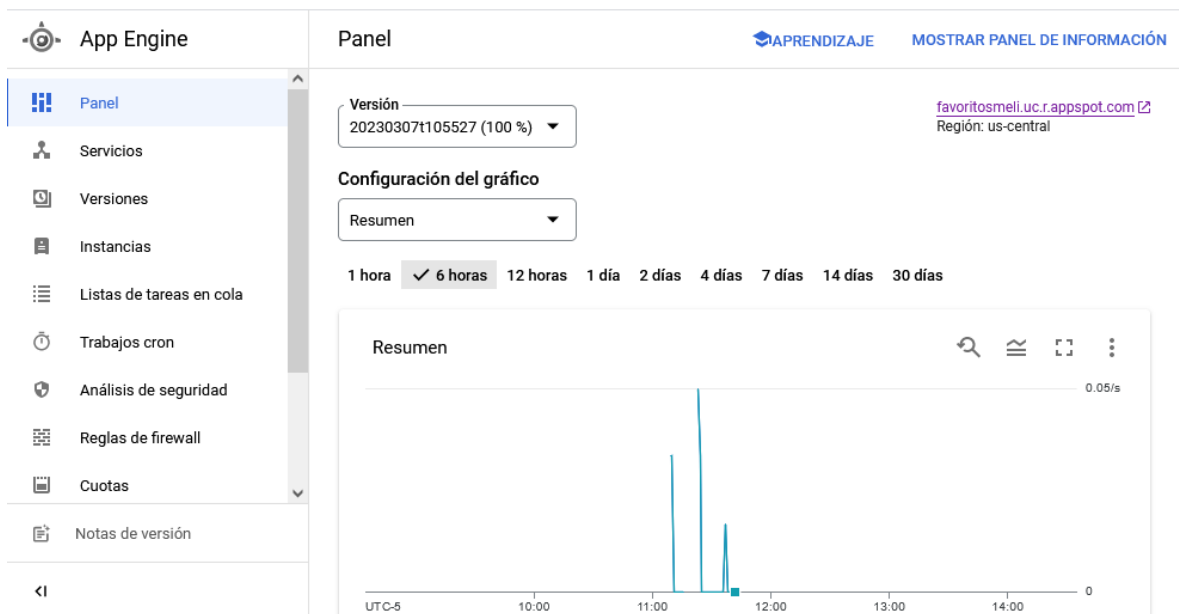 App Engine
Panel
Servicios
Versiones
Instancias
Listas de tareas en cola
Trabajos cron
Análisis de seguridad
Reglas de firewall
Cuotas
Notas de versión
Panel
APRENDIZAJE
MOSTRAR PANEL DE INFORMACIÓN
Versión
20230307t105527 (100 %)
favoritosmeli.uc.r.appspot.com
Región: us-central
Configuración del gráfico
Resumen
1 hora 6 horas 12 horas 1 día 2 días 4 días 7 días 14 días 30 días
Resumen
0.05/s
0
UTC-5 10:00 11:00 12:00 13:00 14:00